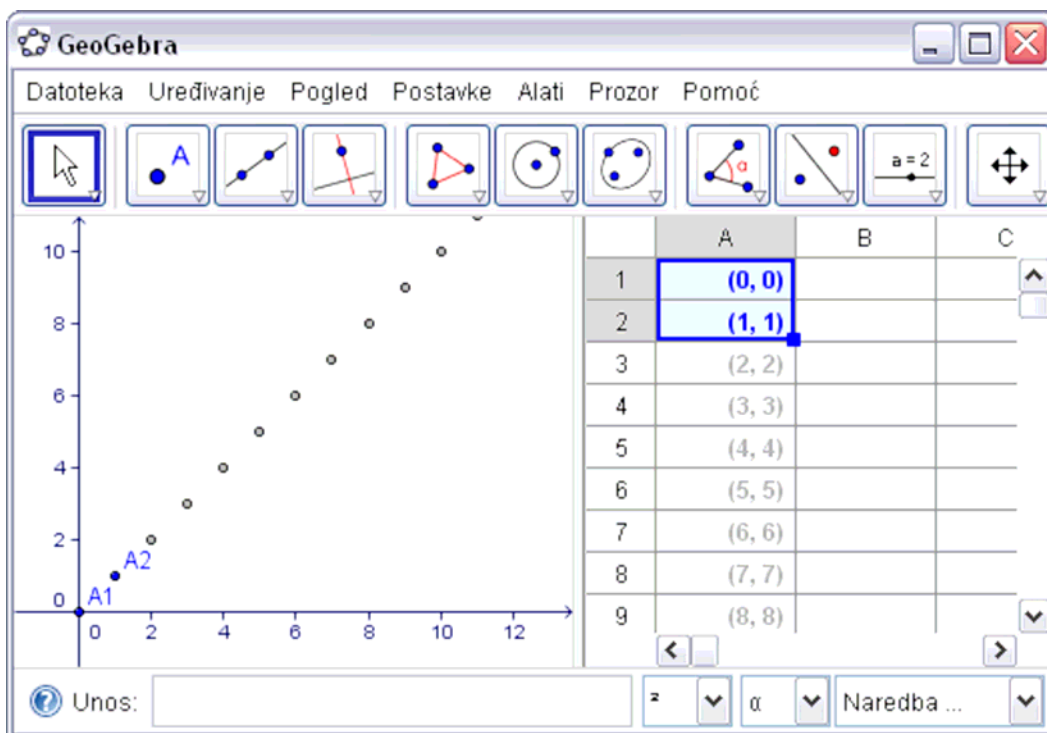 GeoGebra
Datoteka Uređivanje Pogled Postavke Alati Prozor Pomoć
A α a = 2
A B C
10
8
6
4
2
0
A2
A1
0 2 4 6 8 10 12
1 (0, 0)
2 (1, 1)
3 (2, 2)
4 (3, 3)
5 (4, 4)
6 (5, 5)
7 (6, 6)
8 (7, 7)
9 (8, 8)
? Unos: ² α Naredba ...